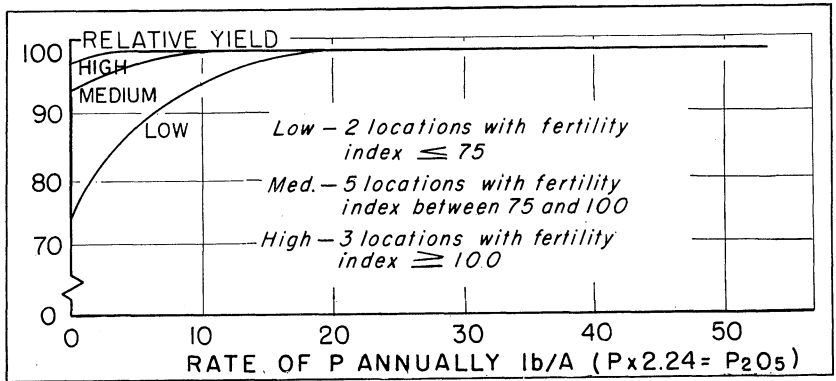 RELATIVE YIELD
100
HIGH
MEDIUM
90
LOW
Low – 2 locations with fertility
index ≤ 75
80
Med. – 5 locations with fertility
index between 75 and 100
70
High – 3 locations with fertility
index ≥ 100
0
0 10 20 30 40 50
RATE OF P ANNUALLY lb/A (P x 2.24 = P2O5)